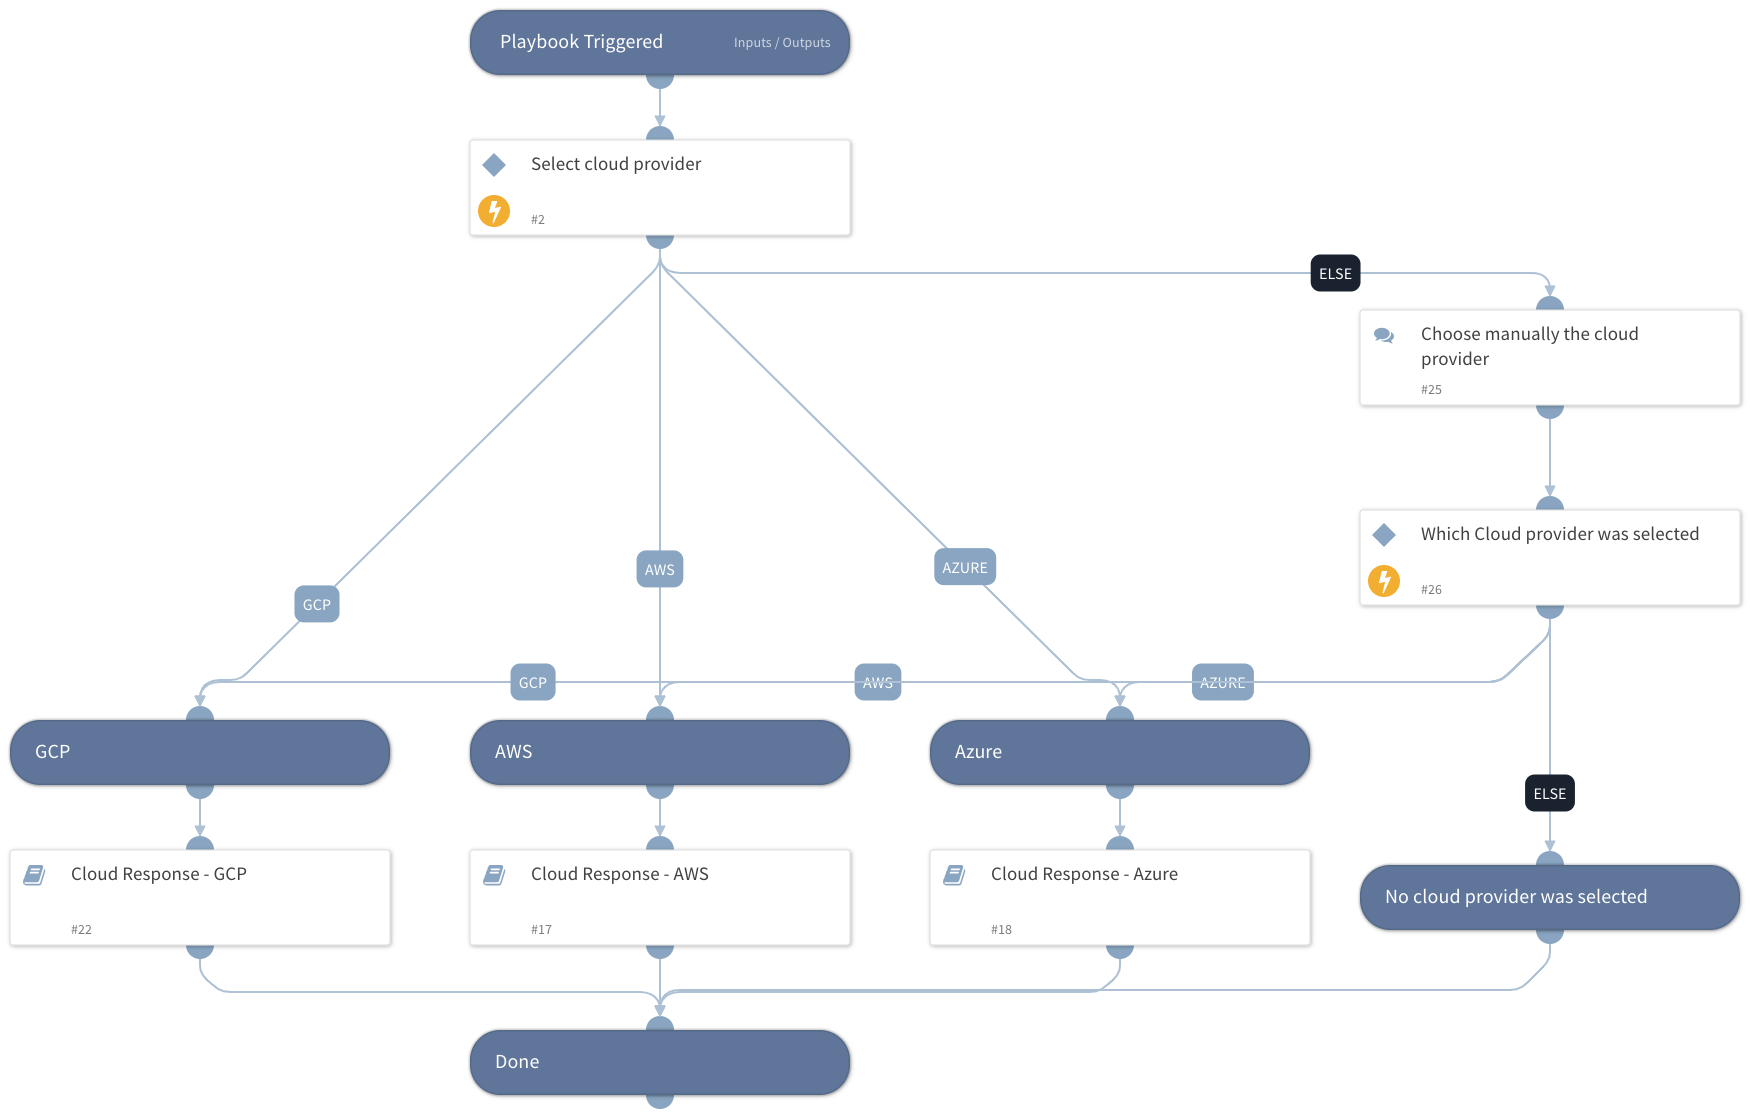 Playbook Triggered
Inputs / Outputs
Select cloud provider
#2
ELSE
Choose manually the cloud
provider
#25
Which Cloud provider was selected
#26
GCP
AWS
AZURE
GCP
AWS
AZURE
GCP
AWS
Azure
ELSE
Cloud Response - GCP
#22
Cloud Response - AWS
#17
Cloud Response - Azure
#18
No cloud provider was selected
Done